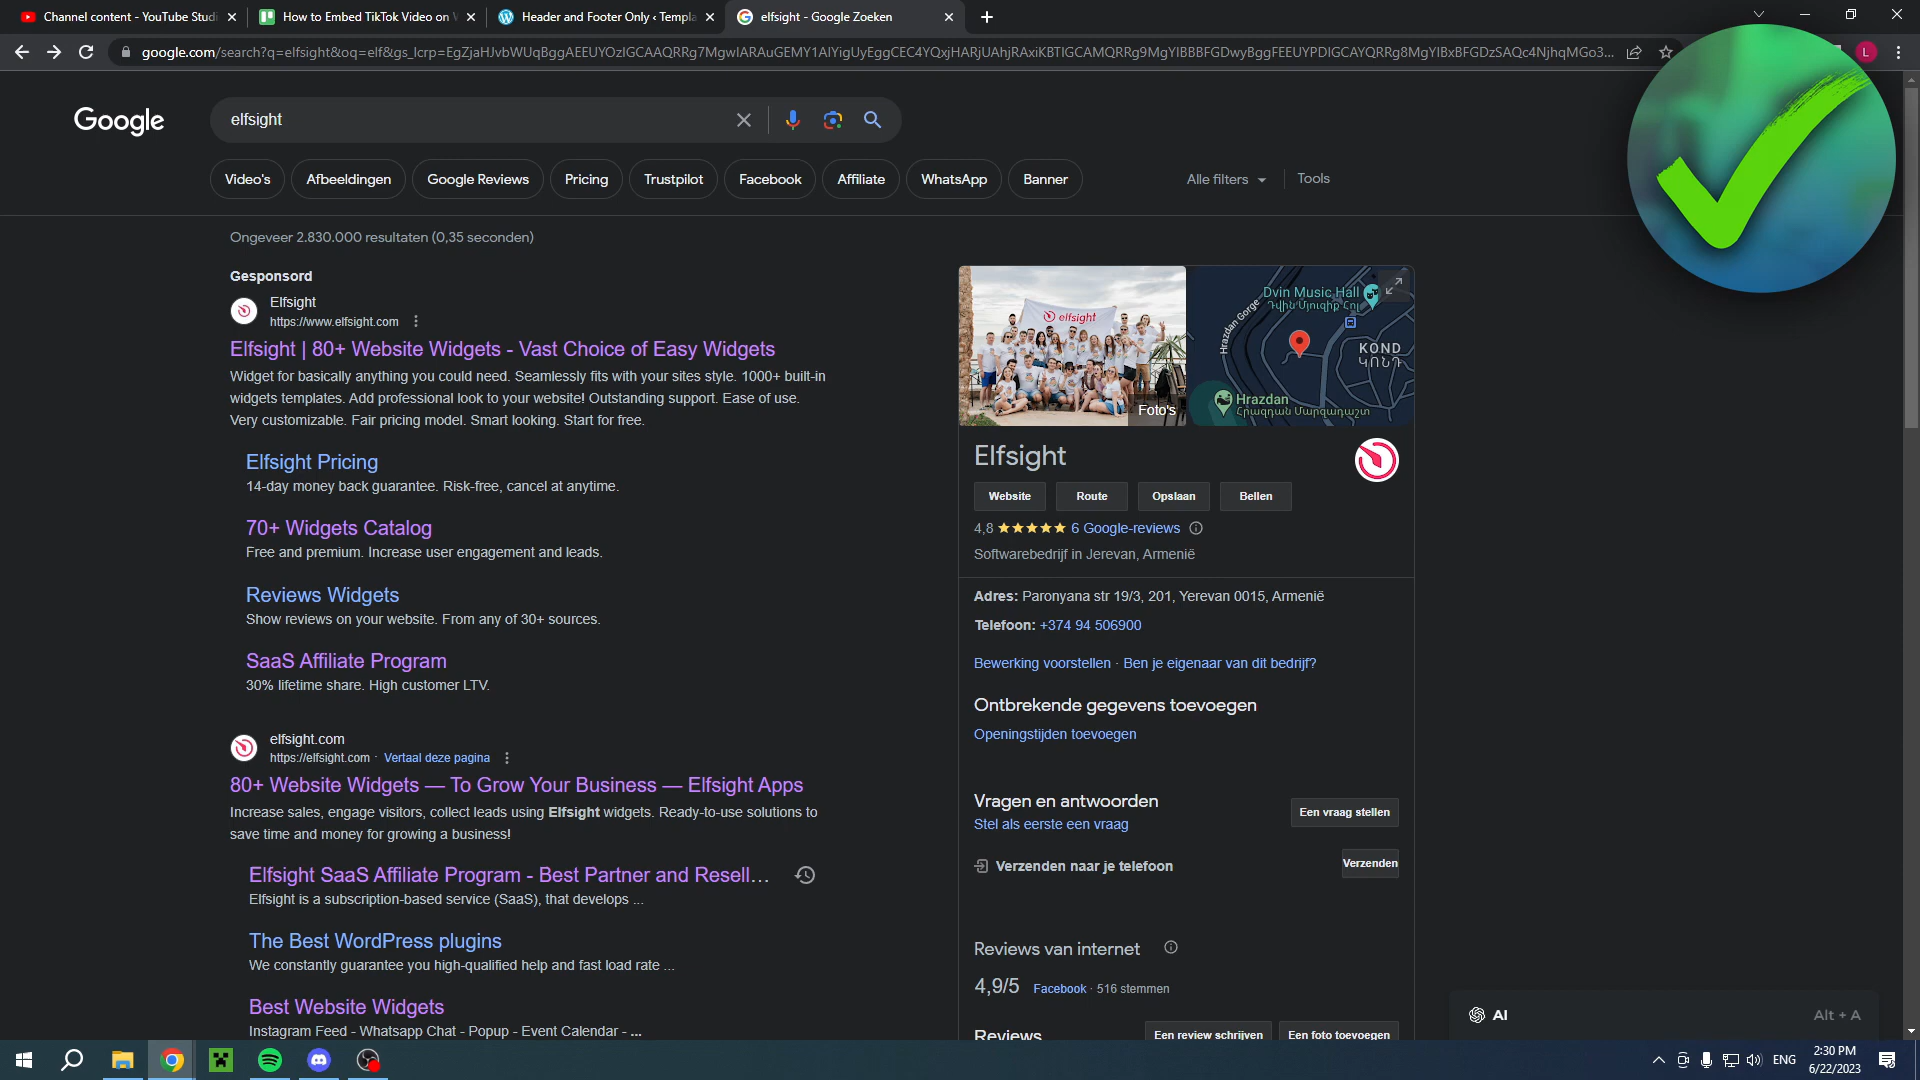 Channel content - YouTube Studi
How to Embed TikTok Video on
Header and Footer Only ‹ Templa
elfsight - Google Zoeken
google.com/search?q=elfsight&oq=elf&gs_lcrp=
L
Google
elfsight
Video's
Afbeeldingen
Google Reviews
Pricing
Trustpilot
Facebook
Affiliate
WhatsApp
Banner
Alle filters
Tools
Ongeveer 2.830.000 resultaten (0,35 seconden)
Gesponsord
Elfsight
https://www.elfsight.com
Elfsight | 80+ Website Widgets - Vast Choice of Easy Widgets
Widget for basically anything you could need. Seamlessly fits with your sites style. 1000+ built-in
widgets templates. Add professional look to your website! Outstanding support. Ease of use.
Very customizable. Fair pricing model. Smart looking. Start for free.
Elfsight Pricing
14-day money back guarantee. Risk-free, cancel at anytime.
70+ Widgets Catalog
Free and premium. Increase user engagement and leads.
Reviews Widgets
Show reviews on your website. From any of 30+ sources.
SaaS Affiliate Program
30% lifetime share. High customer LTV.
elfsight.com
https://elfsight.com · Vertaal deze pagina
80+ Website Widgets — To Grow Your Business — Elfsight Apps
Increase sales, engage visitors, collect leads using Elfsight widgets. Ready-to-use solutions to
save time and money for growing a business!
Elfsight SaaS Affiliate Program - Best Partner and Resell...
Elfsight is a subscription-based service (SaaS), that develops ...
The Best WordPress plugins
We constantly guarantee you high-qualified help and fast load rate ...
Best Website Widgets
Instagram Feed - Whatsapp Chat - Popup - Event Calendar - ...
elfsight
Foto's
Dvin Music Hall
Դվին Մյուզիք Հոլ
Hrazdan Gorge
KOND
ԿՈՆԴ
Hrazdan
Հրազդան Մարզադաշտ
Elfsight
Website
Route
Opslaan
Bellen
4,8 ★★★★★ 6 Google-reviews
Softwarebedrijf in Jerevan, Armenië
Adres: Paronyana str 19/3, 201, Yerevan 0015, Armenië
Telefoon: +374 94 506900
Bewerking voorstellen · Ben je eigenaar van dit bedrijf?
Ontbrekende gegevens toevoegen
Openingstijden toevoegen
Vragen en antwoorden
Stel als eerste een vraag
Een vraag stellen
Verzenden naar je telefoon
Verzenden
Reviews van internet
4,9/5 Facebook · 516 stemmen
Reviews
Een review schrijven
Een foto toevoegen
AI
Alt + A
ENG
2:30 PM
6/22/2023